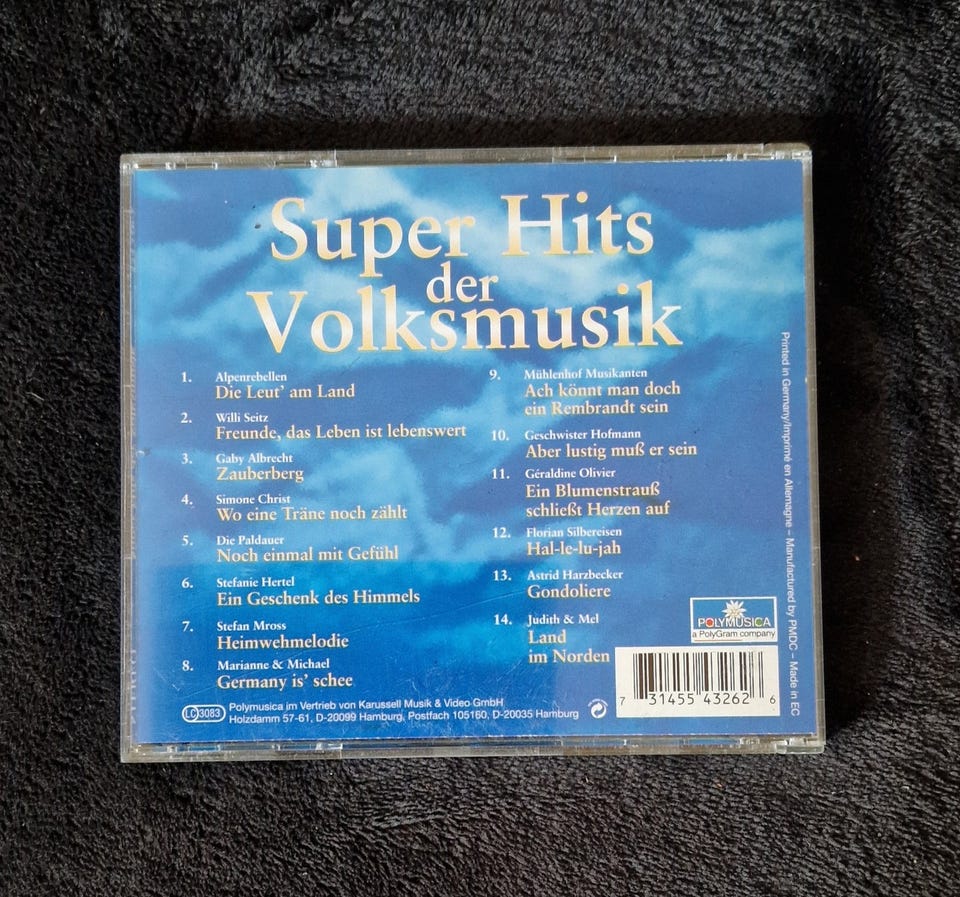 Super Hits
der
Volksmusik
1. Alpenrebellen
Die Leut' am Land
2. Willi Seitz
Freunde, das Leben ist lebenswert
3. Gaby Albrecht
Zauberberg
4. Simone Christ
Wo eine Träne noch zählt
5. Die Paldauer
Noch einmal mit Gefühl
6. Stefanie Hertel
Ein Geschenk des Himmels
7. Stefan Mross
Heimwehmelodie
8. Marianne & Michael
Germany is' schee
9. Mühlenhof Musikanten
Ach könnt man doch
ein Rembrandt sein
10. Geschwister Hofmann
Aber lustig muß er sein
11. Géraldine Olivier
Ein Blumenstrauß
schließt Herzen auf
12. Florian Silbereisen
Hal-le-lu-jah
13. Astrid Harzbecker
Gondoliere
14. Judith & Mel
Land
im Norden
POLYMUSICA
a PolyGram company
7 31455 43262 6
LC 3083
Polymusica im Vertrieb von Karussell Musik & Video GmbH
Holzdamm 57-61, D-20099 Hamburg, Postfach 105160, D-20035 Hamburg
Printed in Germany/Imprimé en Allemagne – Manufactured by PMDC – Made in EC